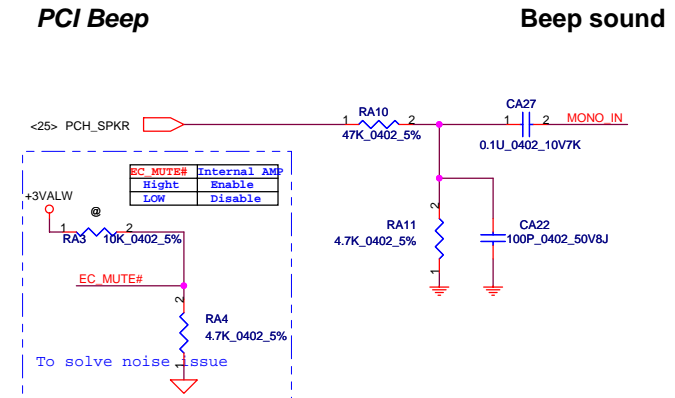 PCI Beep
Beep sound
<25> PCH_SPKR
1
RA10
2
47K_0402_5%
1
CA27
2
MONO_IN
0.1U_0402_10V7K
EC_MUTE# Internal AMP
Hight Enable
LOW Disable
+3VALW
@
1
2
RA3 10K_0402_5%
EC_MUTE#
2
RA4
4.7K_0402_5%
1
To solve noise issue
2
RA11
4.7K_0402_5%
1
CA22
100P_0402_50V8J